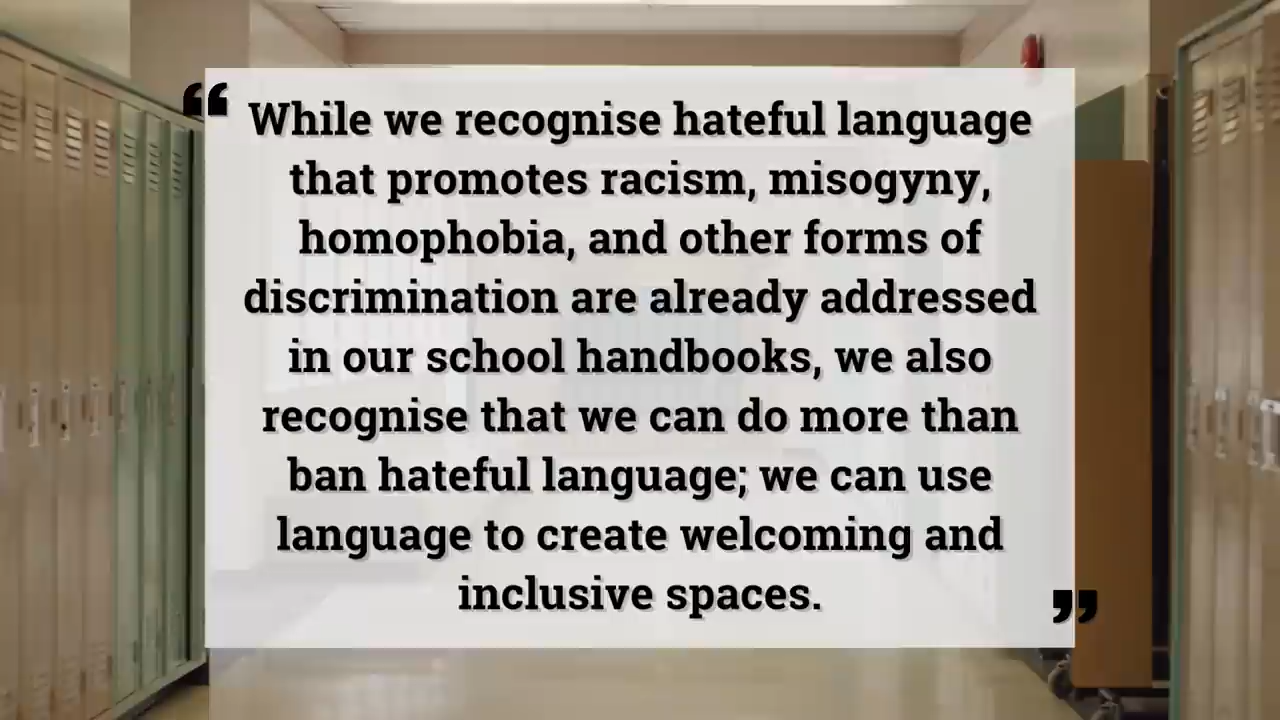 “ While we recognise hateful language
that promotes racism, misogyny,
homophobia, and other forms of
discrimination are already addressed
in our school handbooks, we also
recognise that we can do more than
ban hateful language; we can use
language to create welcoming and
inclusive spaces. ”